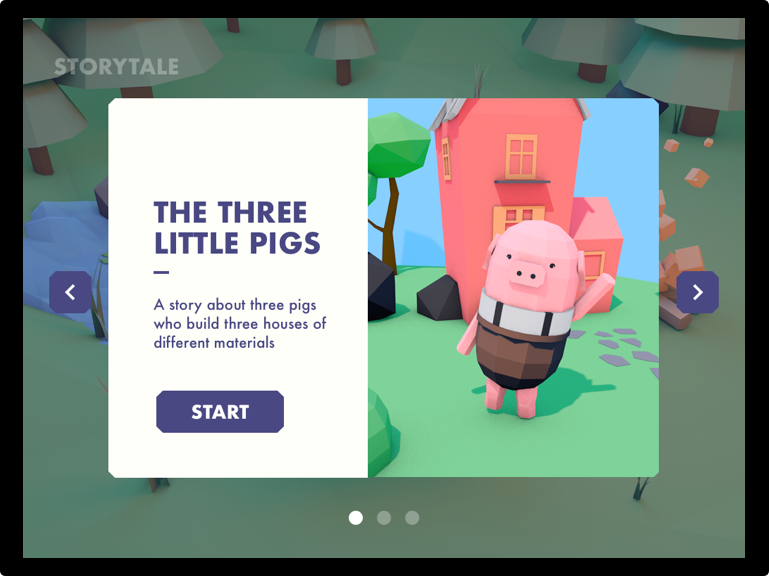 STORYTALE
THE THREE
LITTLE PIGS
A story about three pigs
who build three houses of
different materials
START